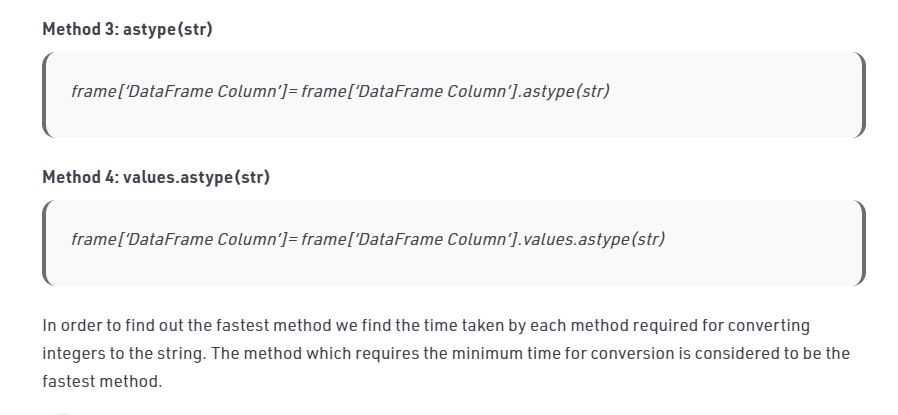 Method 3: astype(str)
frame[‘DataFrame Column’]= frame[‘DataFrame Column’].astype(str)
Method 4: values.astype(str)
frame[‘DataFrame Column’]= frame[‘DataFrame Column’].values.astype(str)
In order to find out the fastest method we find the time taken by each method required for converting
integers to the string. The method which requires the minimum time for conversion is considered to be the
fastest method.